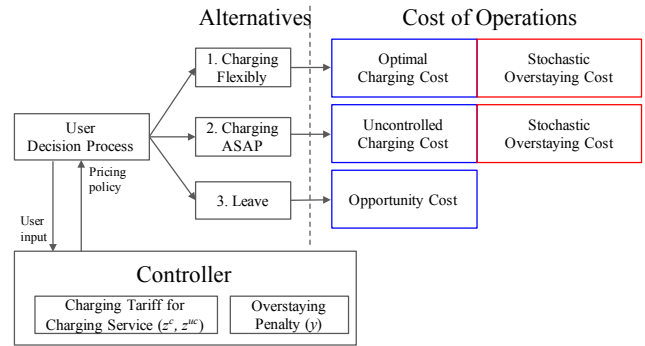 Alternatives
Cost of Operations
1. Charging
Flexibly
Optimal
Charging Cost
Stochastic
Overstaying Cost
User
Decision Process
2. Charging
ASAP
Uncontrolled
Charging Cost
Stochastic
Overstaying Cost
Pricing
policy
3. Leave
Opportunity Cost
User
input
Controller
Charging Tariff for
Charging Service (zᶜ, zᵘᶜ)
Overstaying
Penalty (y)